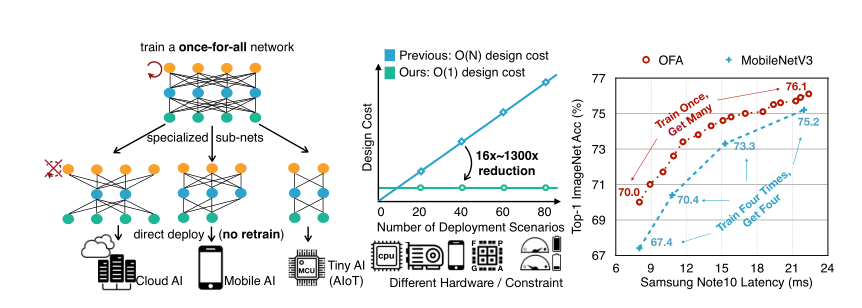 train a once-for-all network
specialized sub-nets
direct deploy (no retrain)
Cloud AI
Mobile AI
MCU
Tiny AI
(AIoT)
Previous: O(N) design cost
Ours: O(1) design cost
Design Cost
16x~1300x
reduction
20
40
60
80
Number of Deployment Scenarios
cpu
F
P
G
A
Different Hardware / Constraint
OFA
MobileNetV3
Top-1 ImageNet Acc (%)
77
75
73
71
69
67
Train Once,
Get Many
76.1
75.2
73.3
70.0
70.4
67.4
Train Four Times,
Get Four
6
9
12
15
18
21
24
Samsung Note10 Latency (ms)